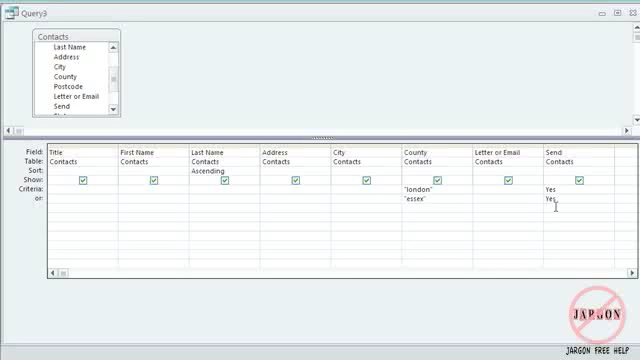 Query3
Contacts
Last Name
Address
City
County
Postcode
Letter or Email
Send
Field: Title First Name Last Name Address City County Letter or Email Send
Table: Contacts Contacts Contacts Contacts Contacts Contacts Contacts Contacts
Sort: Ascending
Show:
Criteria: "london" Yes
or: "essex" Yes
JARGON
JARGON FREE HELP